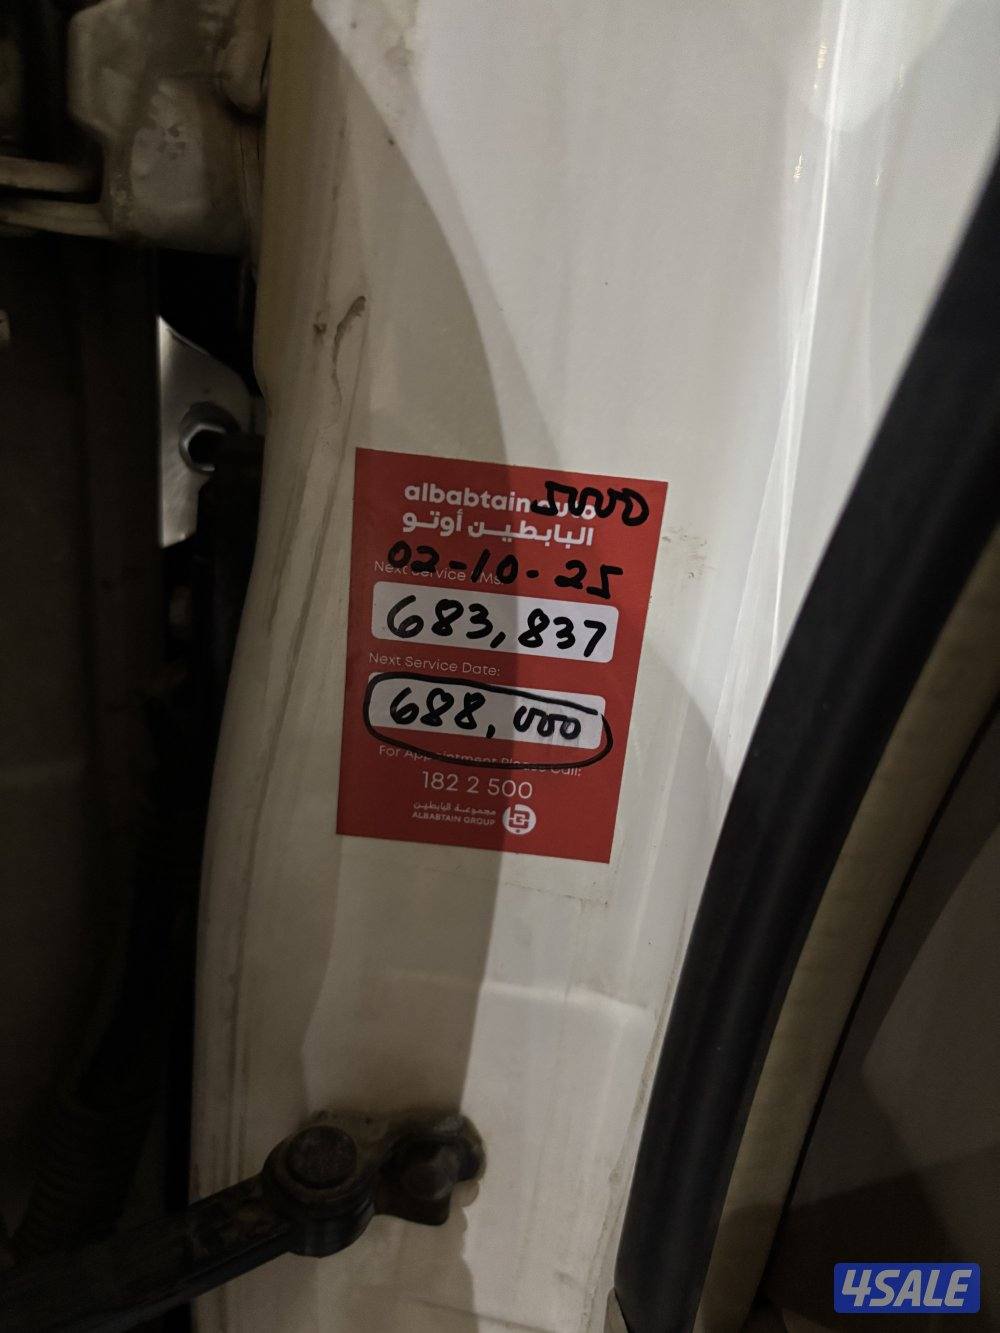 5000
albabtain auto
البابطين أوتو
02-10-25
Next Service KMs:
683,837
Next Service Date:
688,000
For Appointment Please Call:
182 2 500
مجموعة البابطين
ALBABTAIN GROUP
4SALE